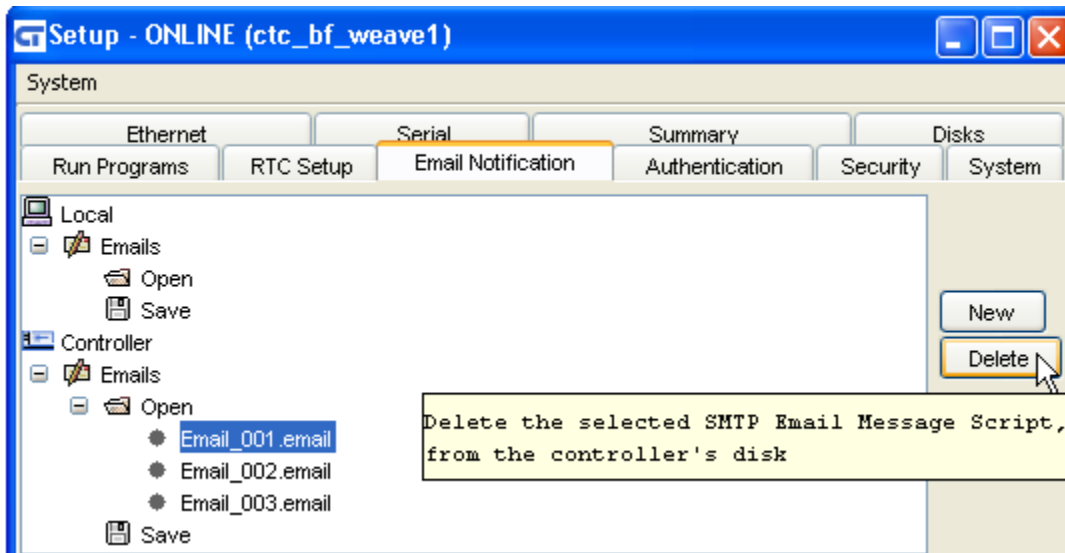 Setup - ONLINE (ctc_bf_weave1)
System
Ethernet Serial Summary Disks
Run Programs RTC Setup Email Notification Authentication Security System
Local
Emails
Open
Save
New
Controller
Delete
Emails
Open
Delete the selected SMTP Email Message Script,
from the controller's disk
Email_001.email
Email_002.email
Email_003.email
Save